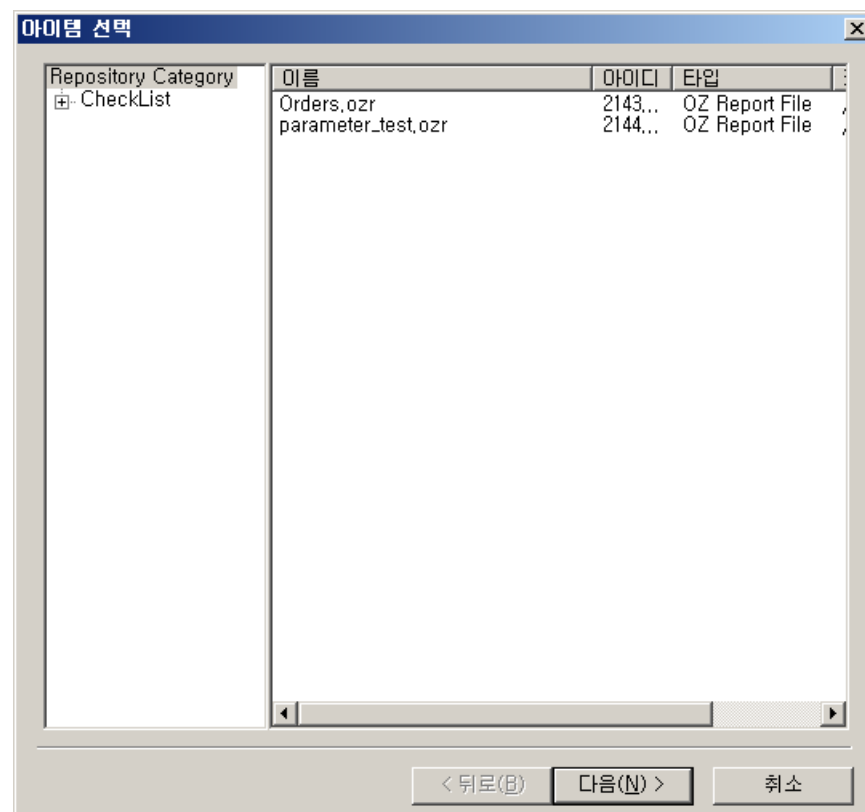 아이템 선택
Repository Category
CheckList
이름 아이디 타입
Orders.ozr 2143... OZ Report File
parameter_test.ozr 2144... OZ Report File
< 뒤로(B) 다음(N) > 취소